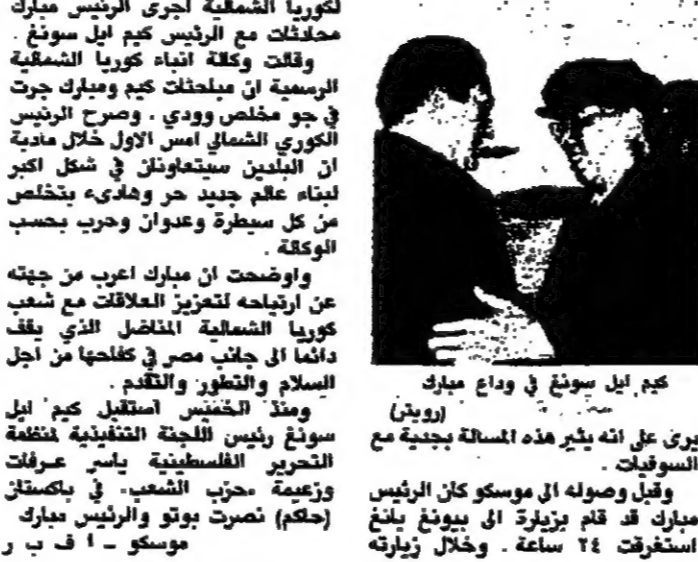 كيم ايل سونغ في وداع مبارك
(رويتر)
يرى على انه يثير هذه المسالة بجدية مع
السوفيات .
وقبل وصوله الى موسكو كان الرئيس
مبارك قد قام بزيارة الى بيونغ يانغ
استغرقت ٢٤ ساعة . وخلال زيارته
لكوريا الشمالية اجرى الرئيس مبارك
محادثات مع الرئيس كيم ايل سونغ .
وقالت وكالة انباء كوريا الشمالية
الرسمية ان مباحثات كيم ومبارك جرت
في جو مخلص وودي . وصرح الرئيس
الكوري الشمالي امس الاول خلال مادبة
ان البلدين سيتعاونان في شكل اكبر
لبناء عالم جديد حر وهادىء يتخلص
من كل سيطرة وعدوان وحرب بحسب
الوكالة .
واوضحت ان مبارك اعرب من جهته
عن ارتياحه لتعزيز العلاقات مع شعب
كوريا الشمالية المناضل الذي يقف
دائما الى جانب مصر في كفاحها من اجل
السلام والتطور والتقدم .
ومنذ الخميس استقبل كيم ايل
سونغ رئيس اللجنة التنفيذية لمنظمة
التحرير الفلسطينية ياسر عرفات
وزعيمة «حزب الشعب» في باكستان
(حاكم) نصرت بوتو والرئيس مبارك
موسكو - ا ف ب ر